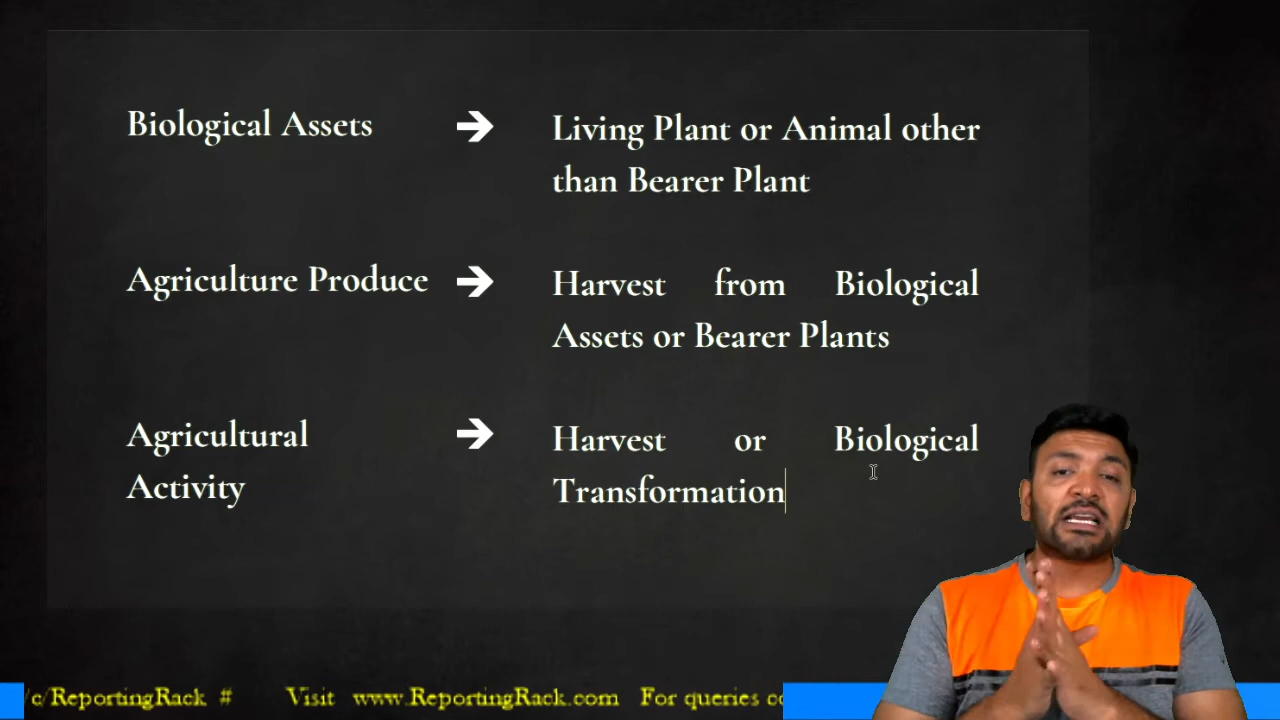 Biological Assets → Living Plant or Animal other
than Bearer Plant
Agriculture Produce → Harvest from Biological
Assets or Bearer Plants
Agricultural → Harvest or Biological
Activity Transformation
/c/ReportingRack # Visit www.ReportingRack.com For queries